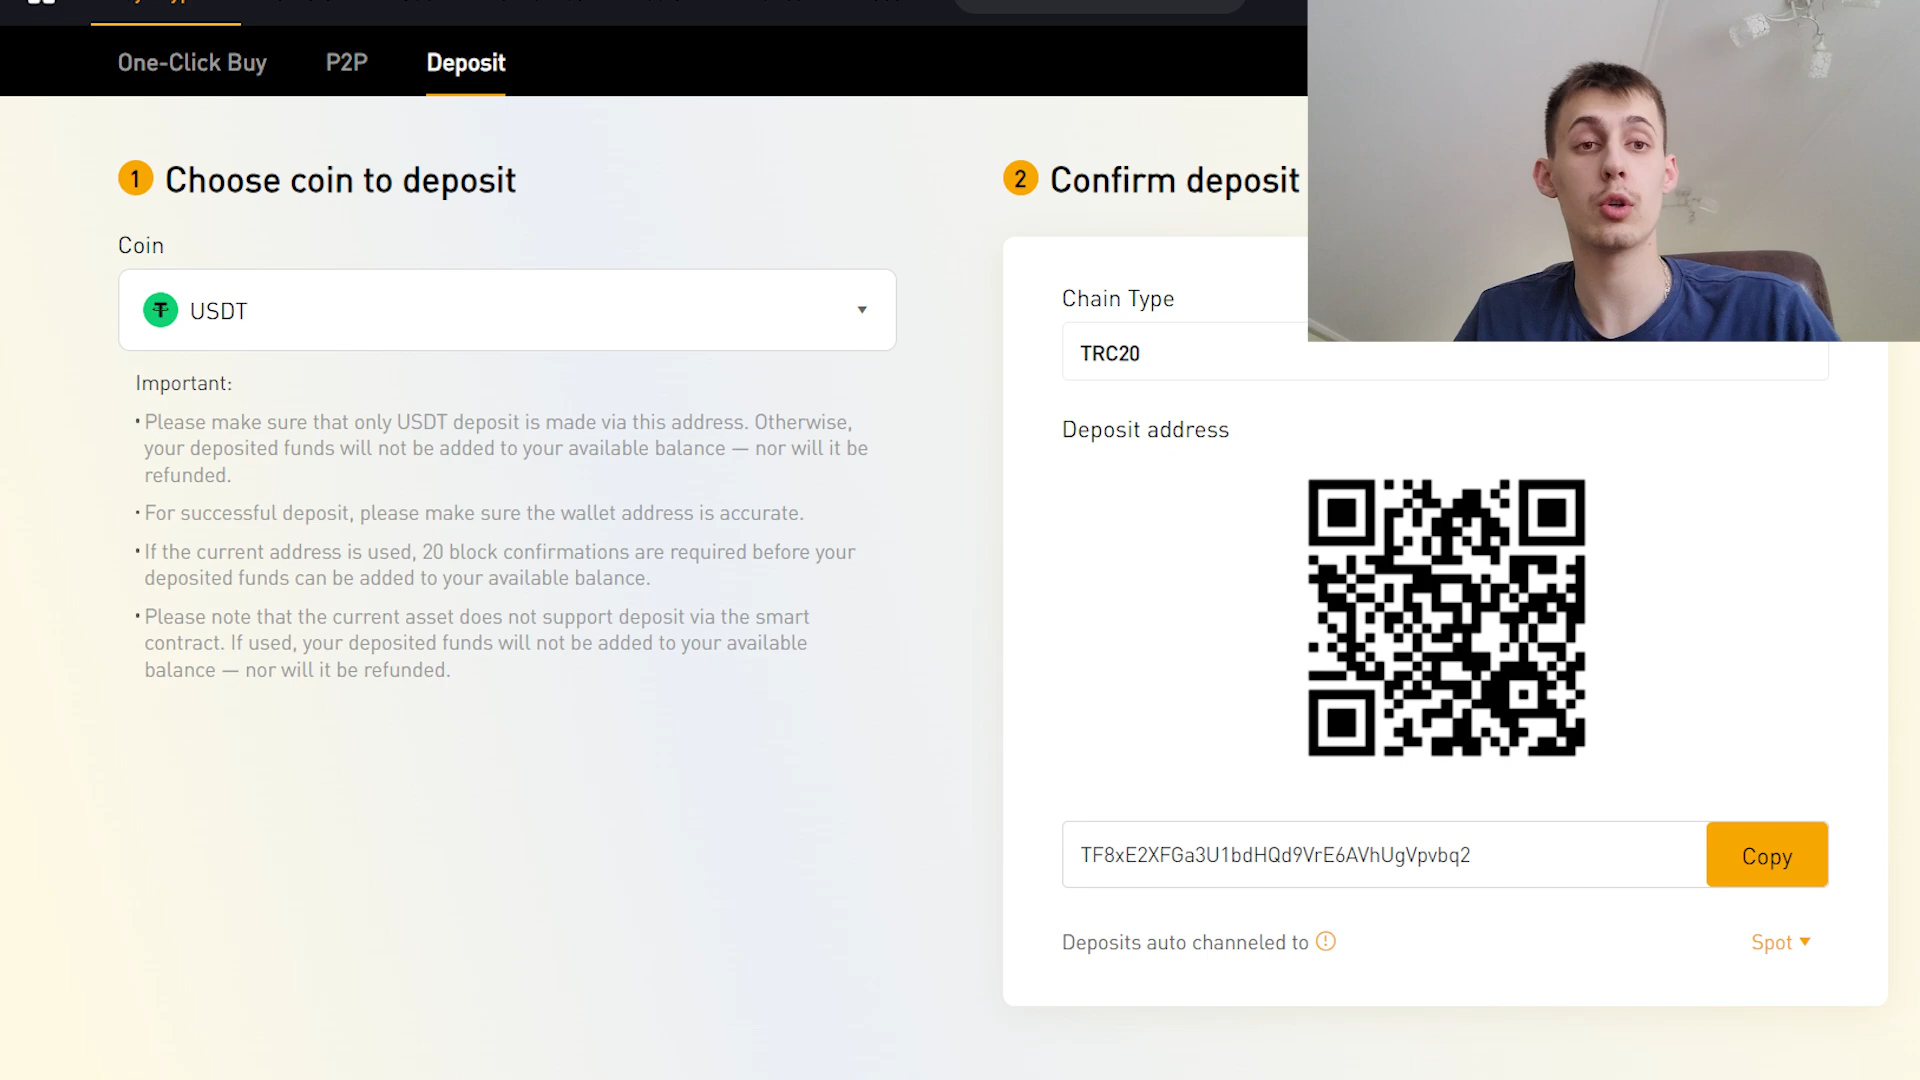 One-Click Buy
P2P
Deposit
1 Choose coin to deposit
Coin
USDT
Important:
• Please make sure that only USDT deposit is made via this address. Otherwise,
your deposited funds will not be added to your available balance — nor will it be
refunded.
• For successful deposit, please make sure the wallet address is accurate.
• If the current address is used, 20 block confirmations are required before your
deposited funds can be added to your available balance.
• Please note that the current asset does not support deposit via the smart
contract. If used, your deposited funds will not be added to your available
balance — nor will it be refunded.
2 Confirm deposit
Chain Type
TRC20
Deposit address
TF8xE2XFGa3U1bdHQd9VrE6AVhUgVpvbq2
Copy
Deposits auto channeled to
Spot